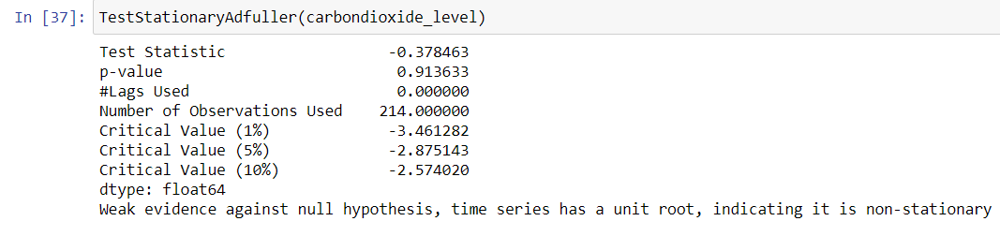 In [37]: TestStationaryAdfuller(carbondioxide_level)
Test Statistic -0.378463
p-value 0.913633
#Lags Used 0.000000
Number of Observations Used 214.000000
Critical Value (1%) -3.461282
Critical Value (5%) -2.875143
Critical Value (10%) -2.574020
dtype: float64
Weak evidence against null hypothesis, time series has a unit root, indicating it is non-stationary